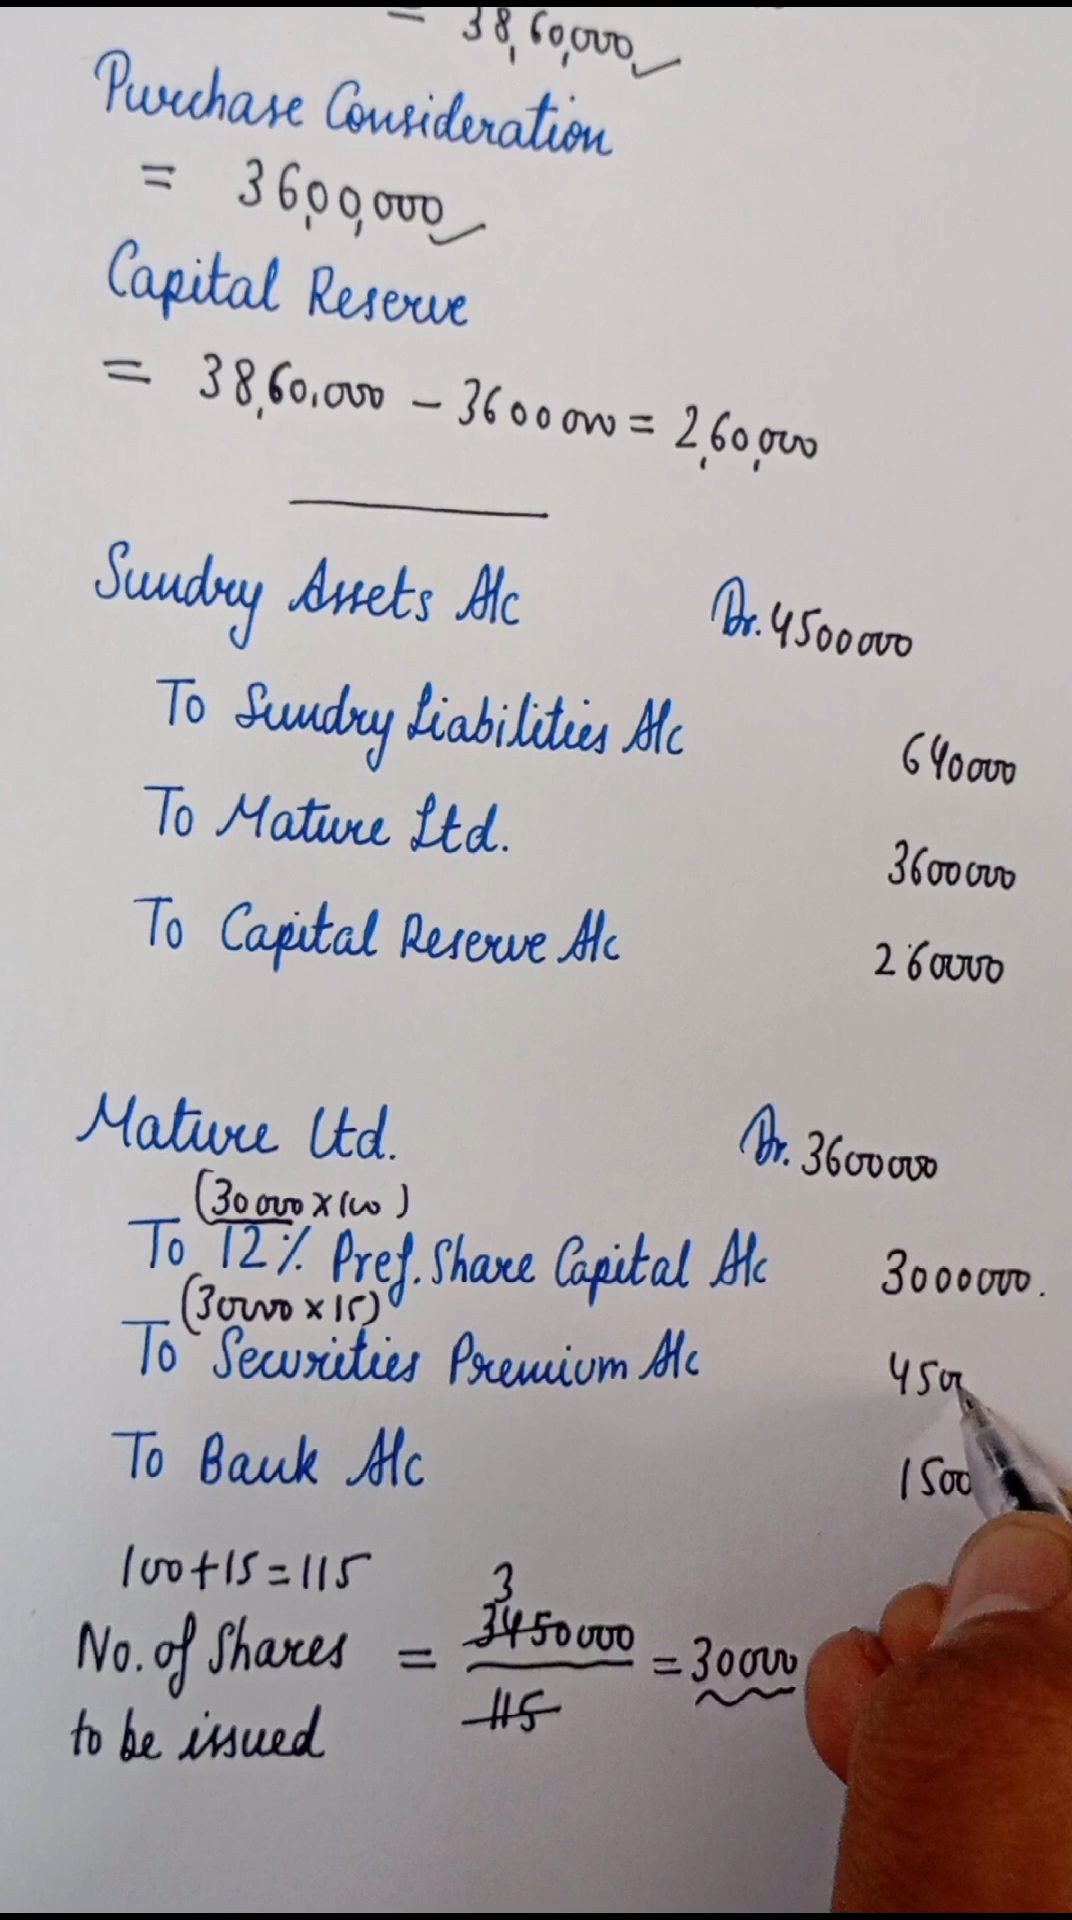 = 38,60,000
Purchase Consideration
= 36,00,000
Capital Reserve
= 38,60,000 - 3600000 = 2,60,000
Sundry Assets A/c Dr. 4500000
To Sundry Liabilities A/c 640000
To Mature Ltd. 3600000
To Capital Reserve A/c 260000
Mature Ltd. Dr. 3600000
(30000 x 100)
To 12% Pref. Share Capital A/c 3000000.
(30000 x 15)
To Securities Premium A/c 4500
To Bank A/c 1500
100+15=115
3
No. of Shares = 3450000 = 30000
to be issued 115